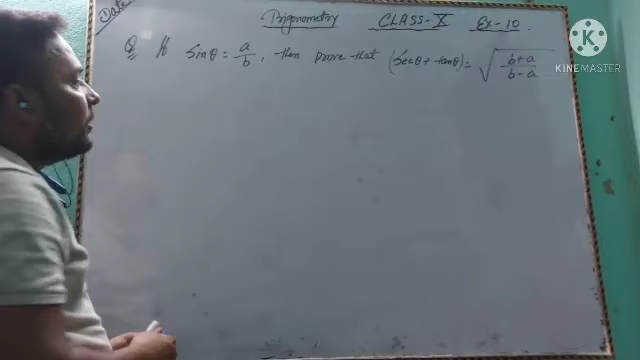 Date
Trigonometry CLASS-X Ex-10.
Q If sinθ = a/b, then prove that (secθ + tanθ) = √((b+a)/(b-a))
K
KINEMASTER